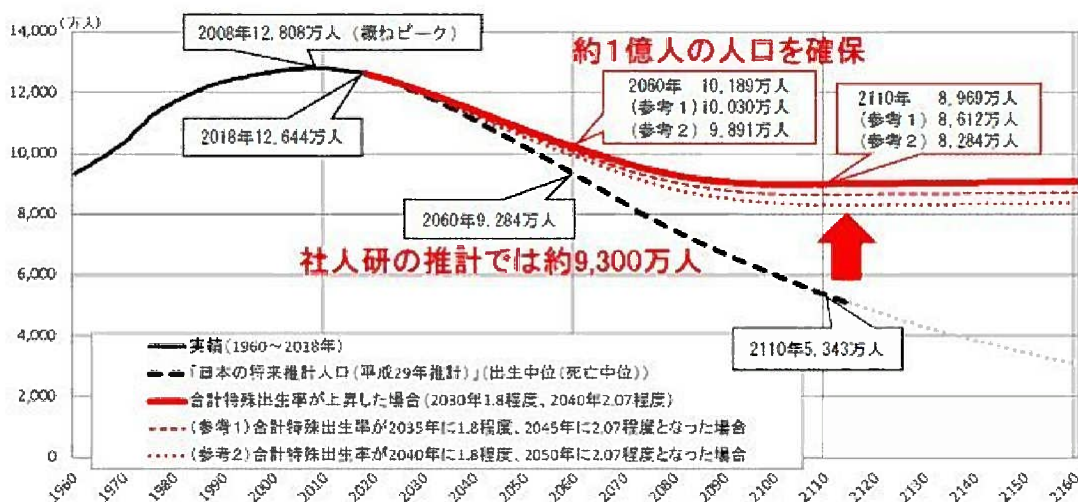 (万人)
14,000
12,000
10,000
8,000
6,000
4,000
2,000
0
2008年12,808万人 (概ねピーク)
2018年12,644万人
約1億人の人口を確保
2060年 10,189万人
(参考1) 10,030万人
(参考2) 9,891万人
2110年 8,969万人
(参考1) 8,612万人
(参考2) 8,284万人
2060年9,284万人
社人研の推計では約9,300万人
2110年5,343万人
実績(1960～2018年)
「日本の将来推計人口(平成29年推計)」(出生中位(死亡中位))
合計特殊出生率が上昇した場合(2030年1.8程度、2040年2.07程度)
(参考1)合計特殊出生率が2035年に1.8程度、2045年に2.07程度となった場合
(参考2)合計特殊出生率が2040年に1.8程度、2050年に2.07程度となった場合
1960 1970 1980 1990 2000 2010 2020 2030 2040 2050 2060 2070 2080 2090 2100 2110 2120 2130 2140 2150 2160